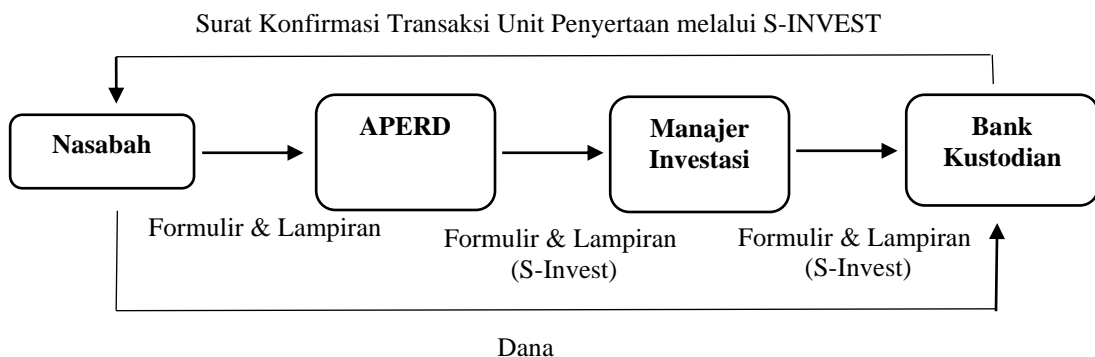 Surat Konfirmasi Transaksi Unit Penyertaan melalui S-INVEST
Nasabah
APERD
Manajer
Investasi
Bank
Kustodian
Formulir & Lampiran
Formulir & Lampiran
(S-Invest)
Formulir & Lampiran
(S-Invest)
Dana